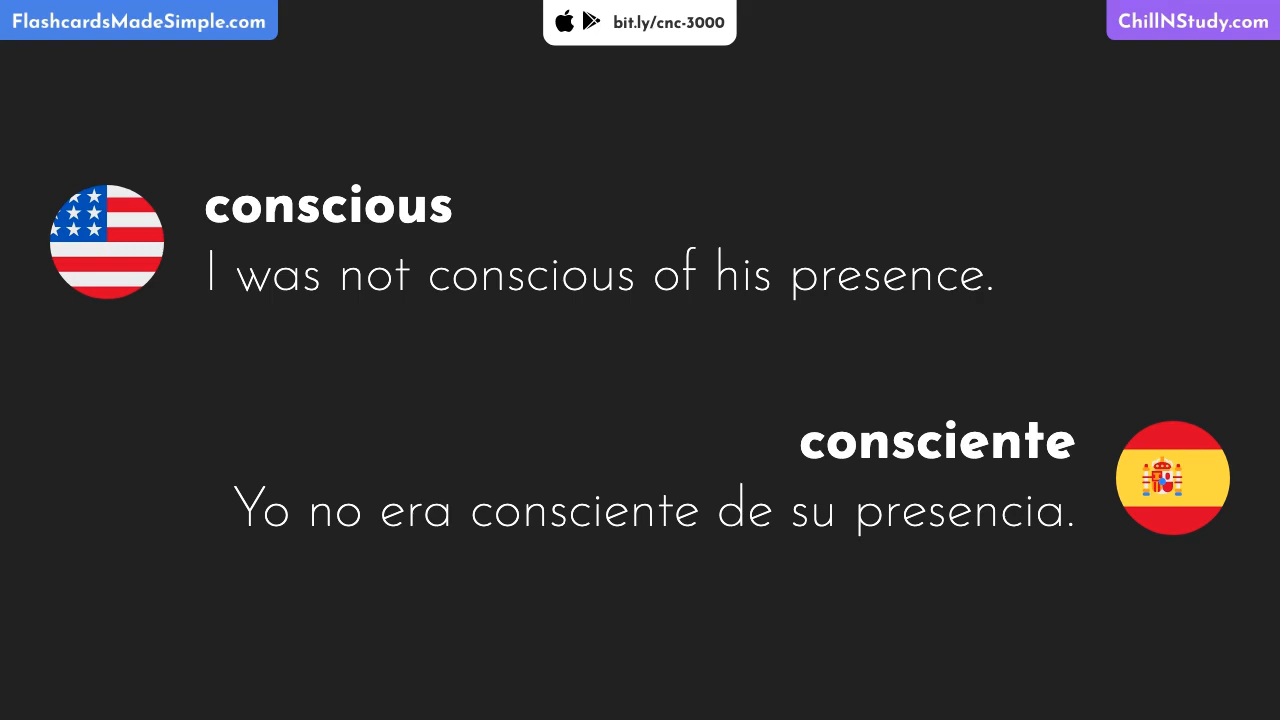 FlashcardsMadeSimple.com
bit.ly/cnc-3000
ChillNStudy.com
conscious
I was not conscious of his presence.
consciente
Yo no era consciente de su presencia.